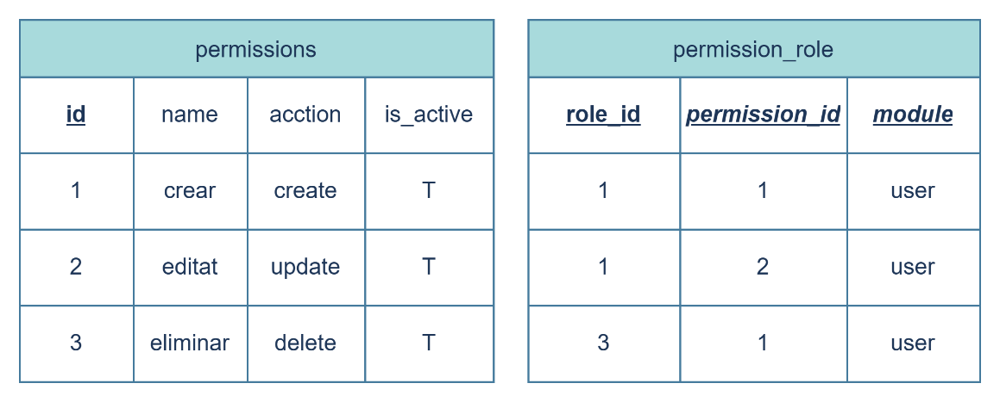 permissions
id name acction is_active
1 crear create T
2 editat update T
3 eliminar delete T
permission_role
role_id permission_id module
1 1 user
1 2 user
3 1 user